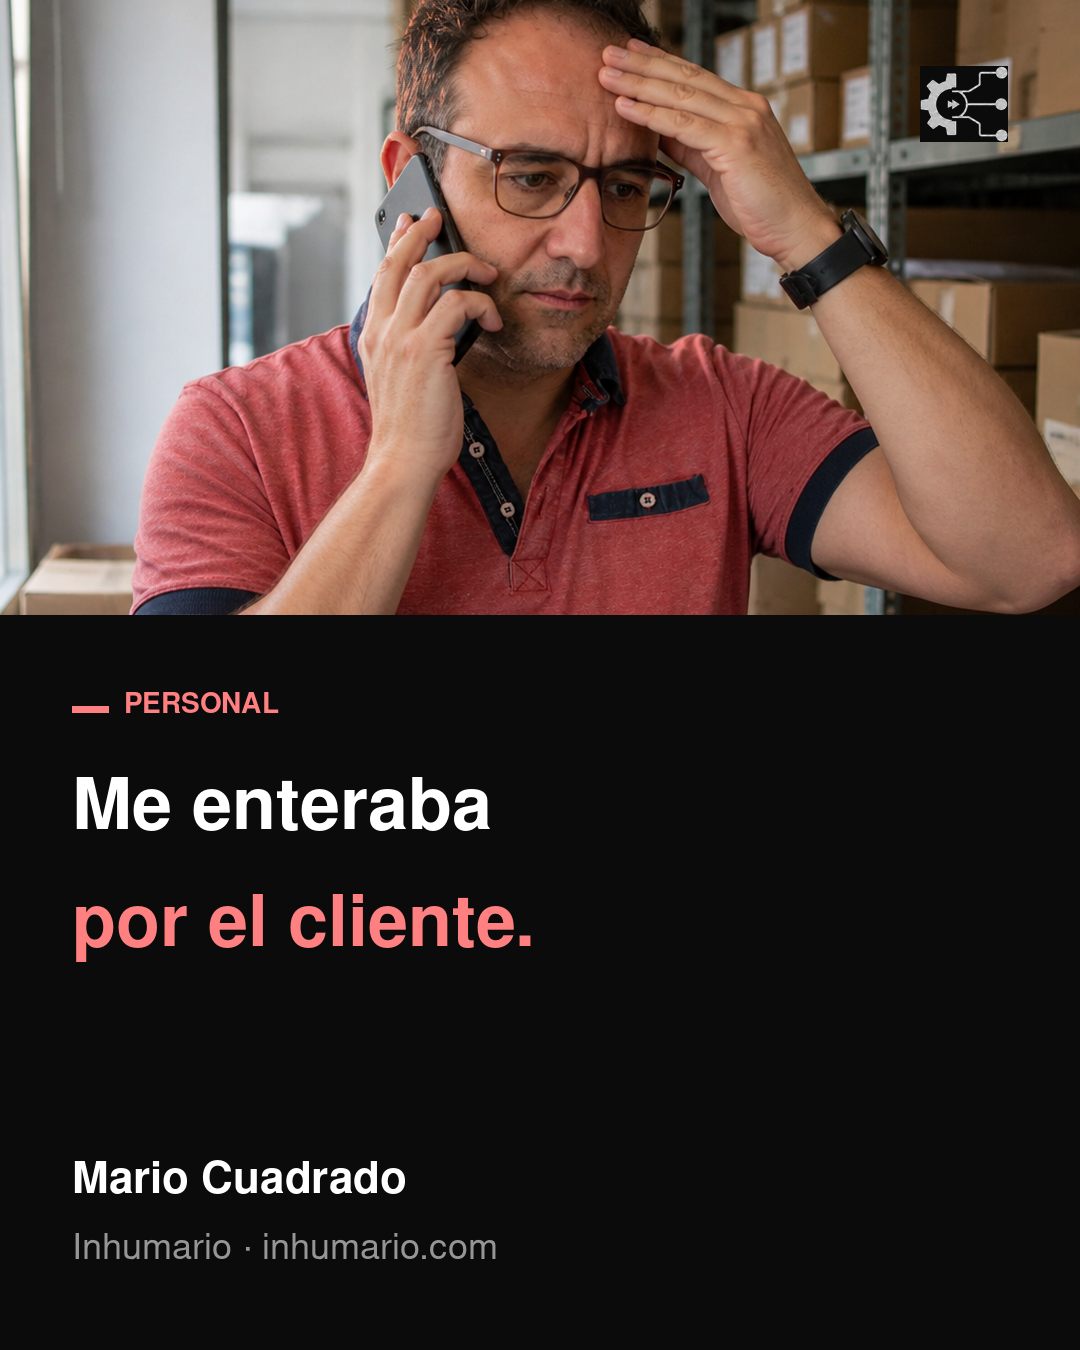 PERSONAL
Me enteraba
por el cliente.
Mario Cuadrado
Inhumario · inhumario.com